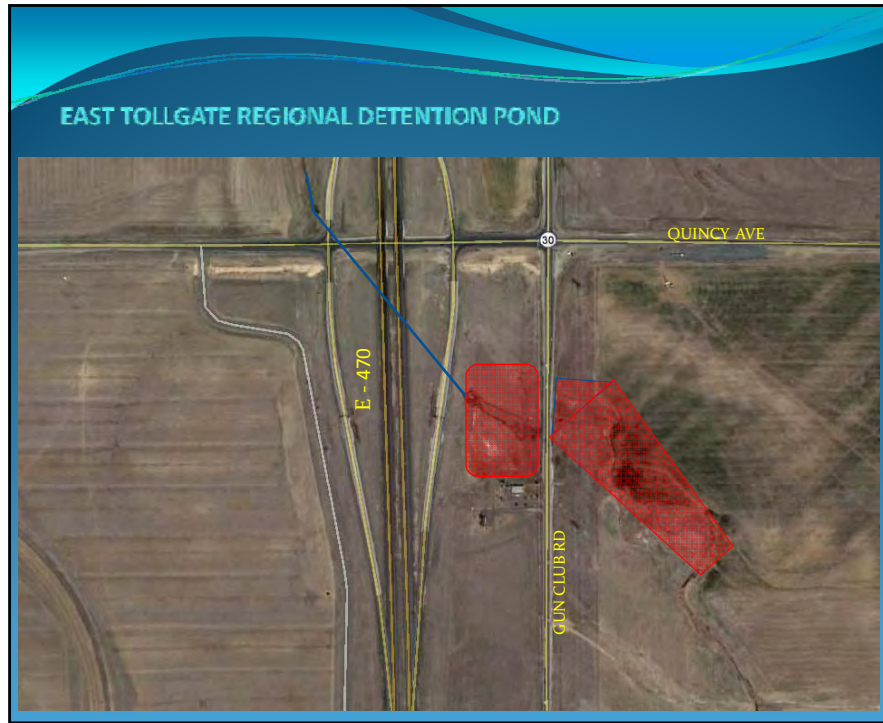 EAST TOLLGATE REGIONAL DETENTION POND
QUINCY AVE
30
E - 470
GUN CLUB RD